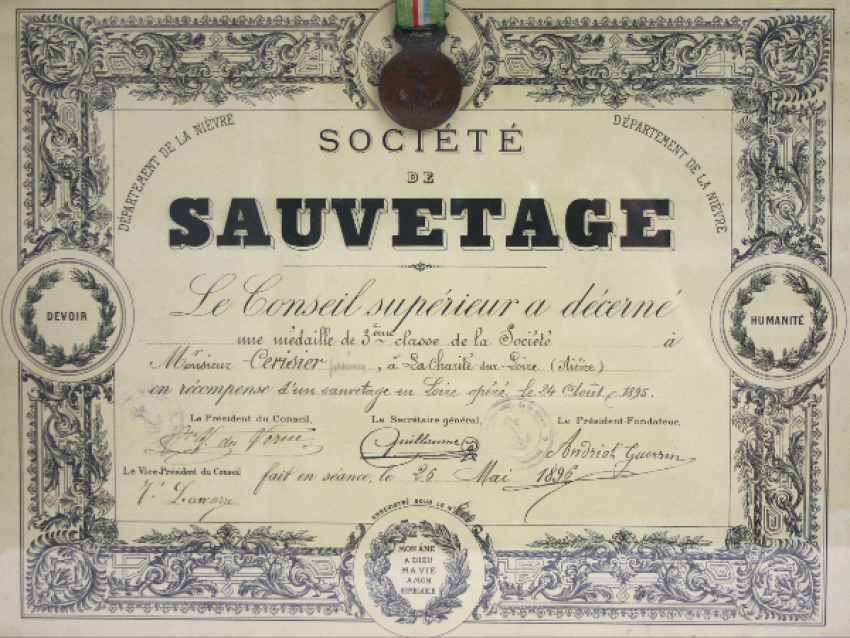 DÉPARTEMENT DE LA NIÈVRE
DÉPARTEMENT DE LA NIÈVRE
SOCIÉTÉ
DE
SAUVETAGE
Le Conseil supérieur a décerné
une médaille de 3ème classe de la Société à
Monsieur Cerisier, à La Charité-sur-Loire (Nièvre)
en récompense d'un sauvetage en Loire opéré le 24 Août 1895.
DEVOIR
HUMANITÉ
Le Président du Conseil,
Le Secrétaire général,
Guillaume
Le Président-Fondateur,
Andriot Guerrin
Le Vice-Président du Conseil
fait en séance, le 26 Mai 1896
ENREGISTRÉ SOUS LE N°
MON ÂME
A DIEU
MA VIE
A MON
SEMBLABLE